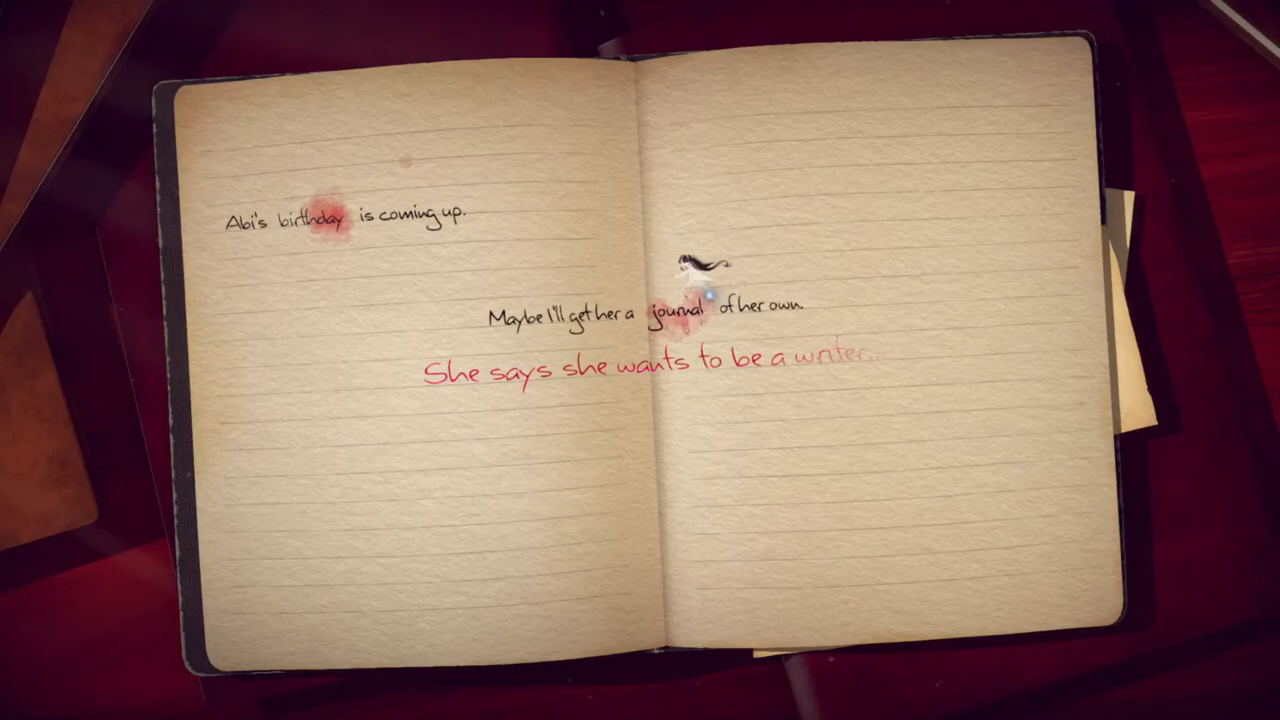 Abi's birthday is coming up.
Maybe I'll get her a journal of her own.
She says she wants to be a writer.